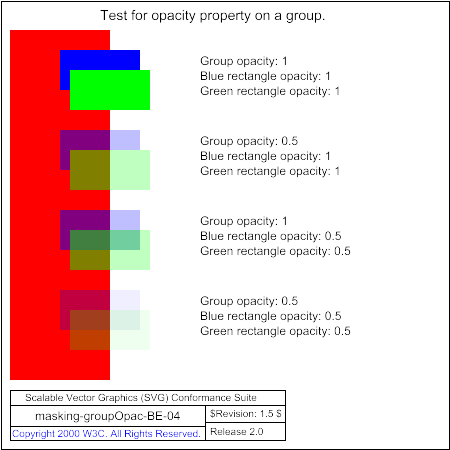 Test for opacity property on a group.
Group opacity: 1
Blue rectangle opacity: 1
Green rectangle opacity: 1
Group opacity: 0.5
Blue rectangle opacity: 1
Green rectangle opacity: 1
Group opacity: 1
Blue rectangle opacity: 0.5
Green rectangle opacity: 0.5
Group opacity: 0.5
Blue rectangle opacity: 0.5
Green rectangle opacity: 0.5
Scalable Vector Graphics (SVG) Conformance Suite
masking-groupOpac-BE-04
$Revision: 1.5 $
Copyright 2000 W3C. All Rights Reserved.
Release 2.0